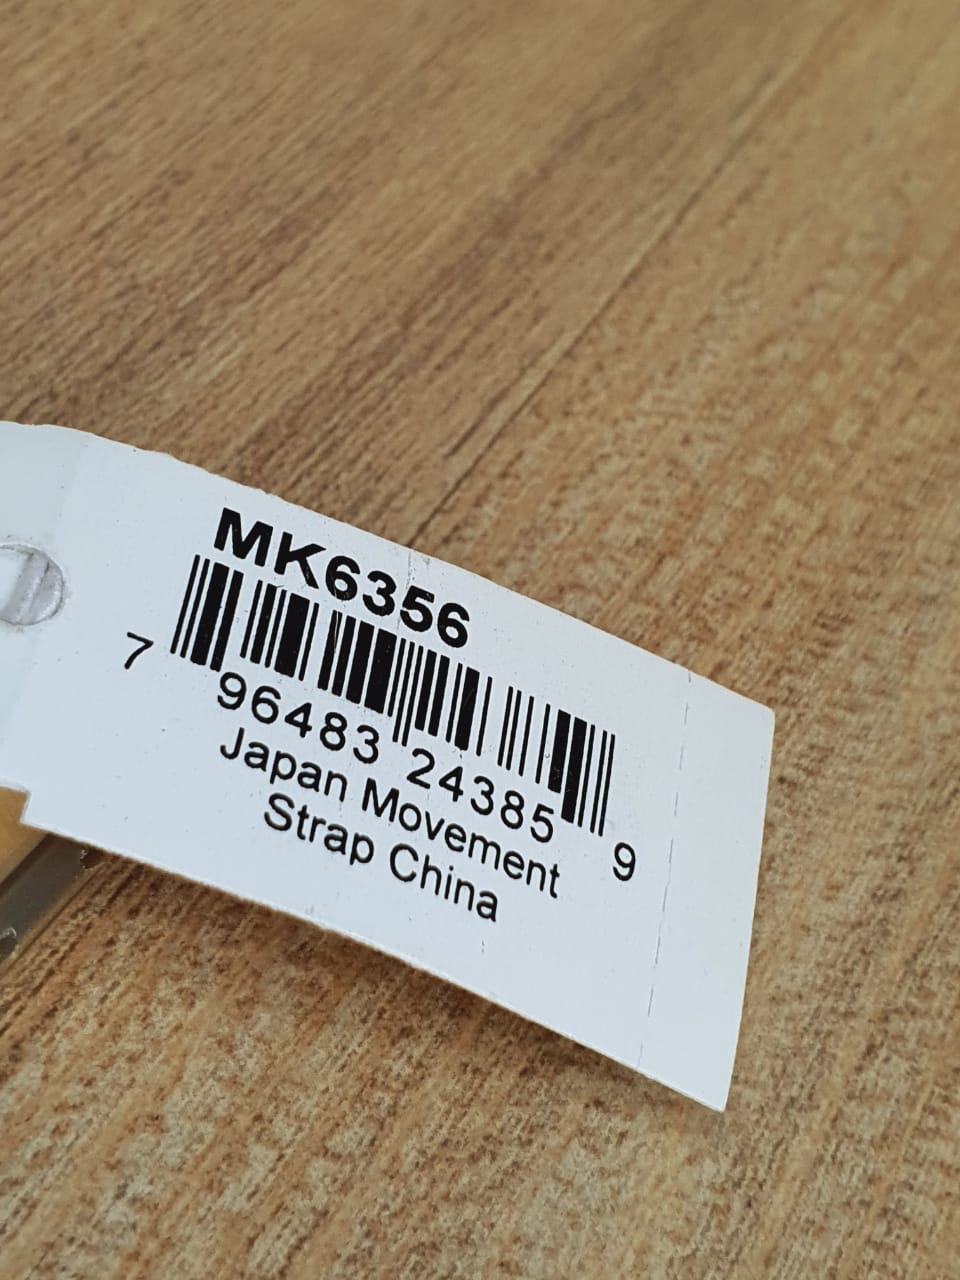 MK6356
7 96483 24385 9
Japan Movement
Strap China